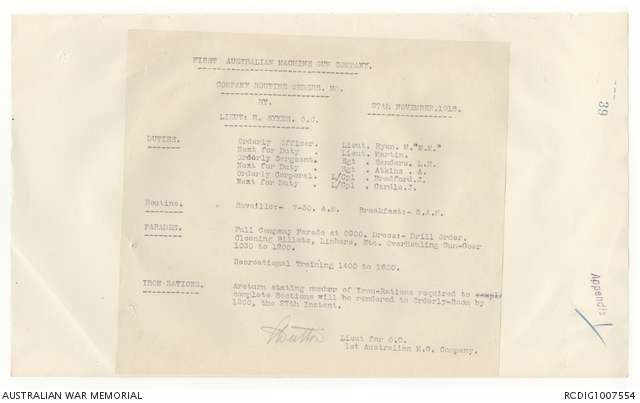 FIRST AUSTRALIAN MACHINE GUN COMPANY.
COMPANY ROUTINE ORDERS. NO.
BY.
27TH NOVEMBER.1918.
LIEUT: H. SYKES. O.C.
DUTIES.
Orderly Officer. Lieut. Ryan. M."M.M."
Next for Duty . Lieut. Martin.
Orderly Sergeant. Sgt . Sanders. L.H.
Next for Duty . Sgt . Atkins . A.
Orderly Corporal. L/Cpl . Bradford.J.
Next for Duty . L/Cpl . Cardle.J.
Routine. Reveille:- 7-30. A.M. Breakfast:- 8.A.M.
PARADES. Full Company Parade at 0900. Dress:- Drill Order.
Cleaning Billets, Limbers, Etc. OverHauling Gun-Gear
1030 to 1200.
Recreational Training 1400 to 1600.
IRON RATIONS. Areturn stating number of Iron-Rations required to
complete Sections will be rendered to Orderly-Room by
1200, the 27th Instant.
Lieut for O.C.
1st Australian M.G. Company.
39
Appendix 1
AUSTRALIAN WAR MEMORIAL
RCDIG1007554